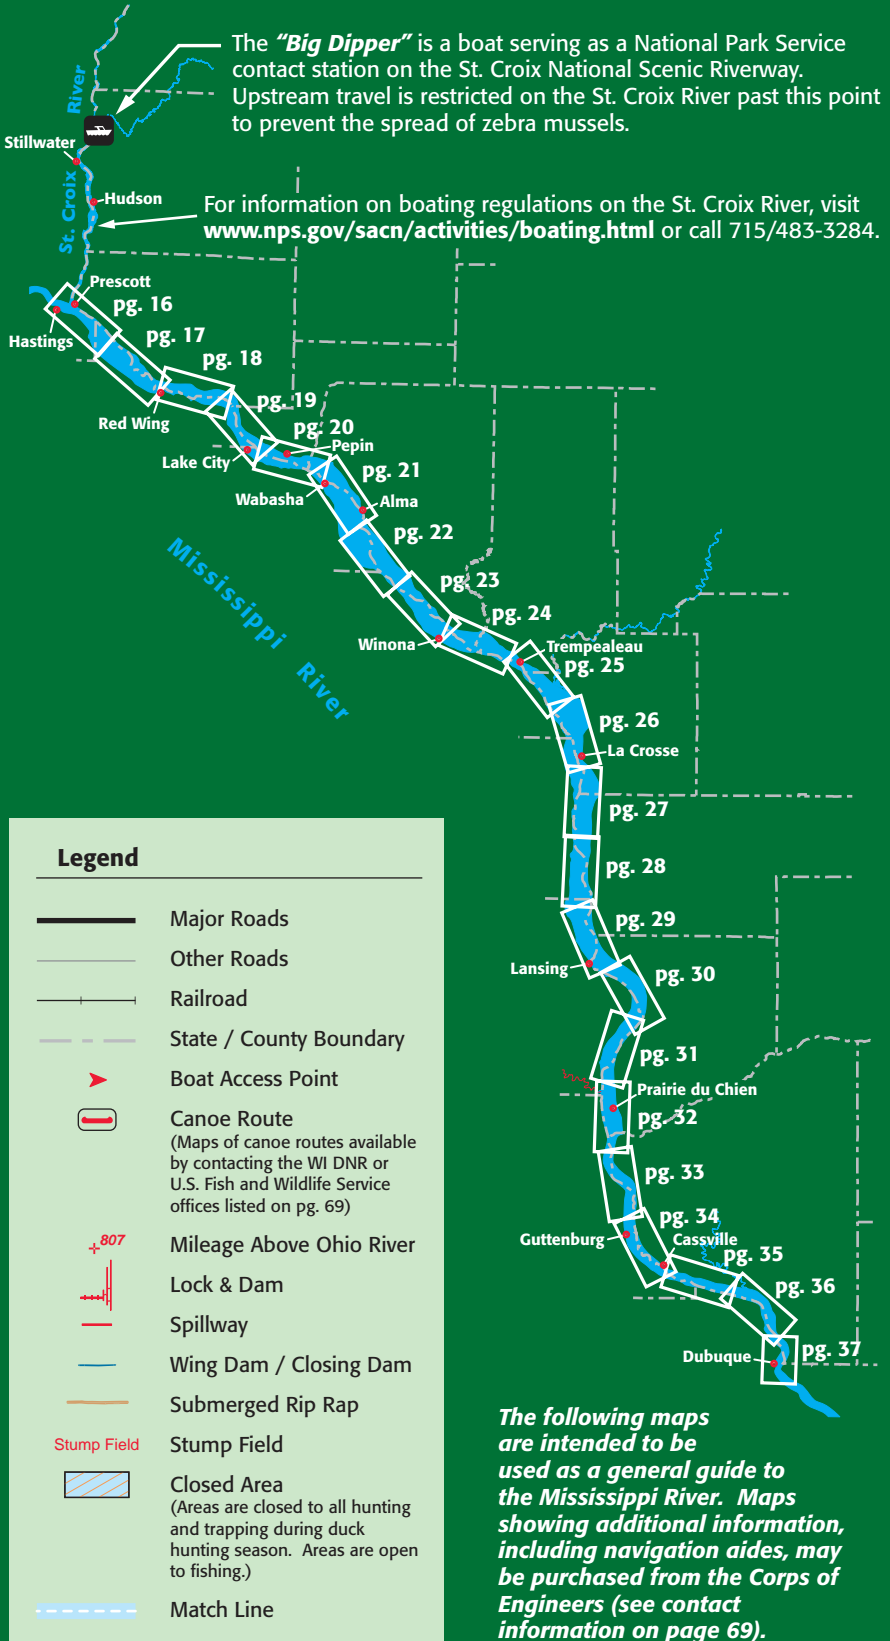 The "Big Dipper" is a boat serving as a National Park Service
contact station on the St. Croix National Scenic Riverway.
Upstream travel is restricted on the St. Croix River past this point
to prevent the spread of zebra mussels.
St. Croix River
Stillwater
Hudson
For information on boating regulations on the St. Croix River, visit
www.nps.gov/sacn/activities/boating.html or call 715/483-3284.
Prescott
pg. 16
Hastings
pg. 17
pg. 18
Red Wing
pg. 19
pg. 20
Pepin
Lake City
pg. 21
Wabasha
Alma
pg. 22
Mississippi River
pg. 23
pg. 24
Winona
Trempealeau
pg. 25
pg. 26
La Crosse
pg. 27
pg. 28
pg. 29
Lansing
pg. 30
pg. 31
Prairie du Chien
pg. 32
pg. 33
pg. 34
Guttenburg
Cassville
pg. 35
pg. 36
pg. 37
Dubuque
Legend
Major Roads
Other Roads
Railroad
State / County Boundary
Boat Access Point
Canoe Route
(Maps of canoe routes available
by contacting the WI DNR or
U.S. Fish and Wildlife Service
offices listed on pg. 69)
807 Mileage Above Ohio River
Lock & Dam
Spillway
Wing Dam / Closing Dam
Submerged Rip Rap
Stump Field Stump Field
Closed Area
(Areas are closed to all hunting
and trapping during duck
hunting season. Areas are open
to fishing.)
Match Line
The following maps
are intended to be
used as a general guide to
the Mississippi River. Maps
showing additional information,
including navigation aides, may
be purchased from the Corps of
Engineers (see contact
information on page 69).